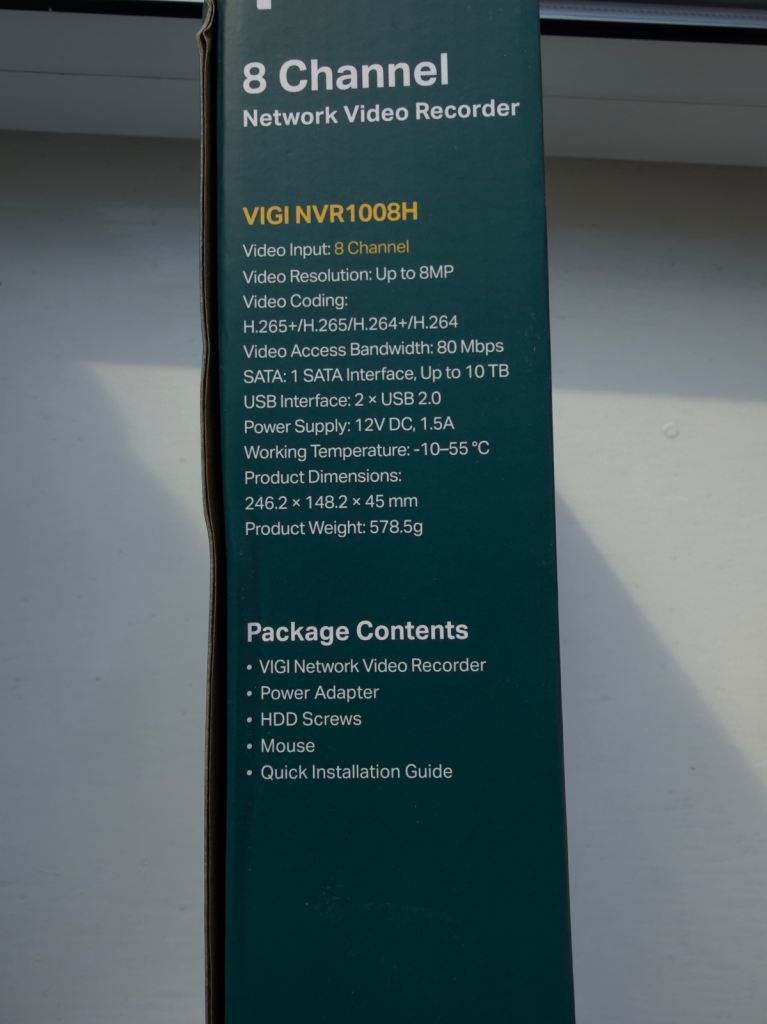 8 Channel
Network Video Recorder
VIGI NVR1008H
Video Input: 8 Channel
Video Resolution: Up to 8MP
Video Coding:
H.265+/H.265/H.264+/H.264
Video Access Bandwidth: 80 Mbps
SATA: 1 SATA Interface, Up to 10 TB
USB Interface: 2 × USB 2.0
Power Supply: 12V DC, 1.5A
Working Temperature: -10–55 °C
Product Dimensions:
246.2 × 148.2 × 45 mm
Product Weight: 578.5g
Package Contents
• VIGI Network Video Recorder
• Power Adapter
• HDD Screws
• Mouse
• Quick Installation Guide